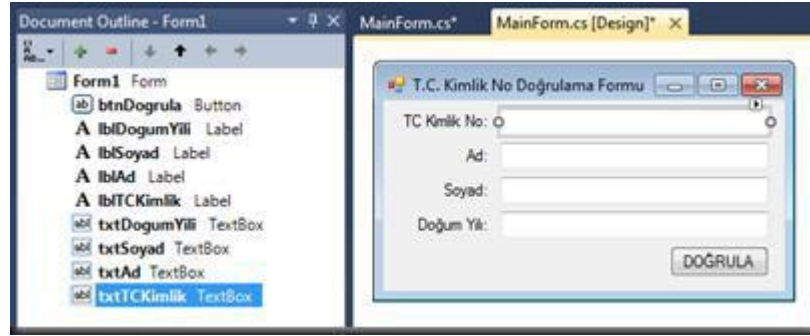 Document Outline - Form1
MainForm.cs*
MainForm.cs [Design]*
Form1 Form
btnDogrula Button
lblDogumYili Label
lblSoyad Label
lblAd Label
lblTCKimlik Label
txtDogumYili TextBox
txtSoyad TextBox
txtAd TextBox
txtTCKimlik TextBox
T.C. Kimlik No Doğrulama Formu
TC Kimlik No:
Ad:
Soyad:
Doğum Yılı:
DOĞRULA